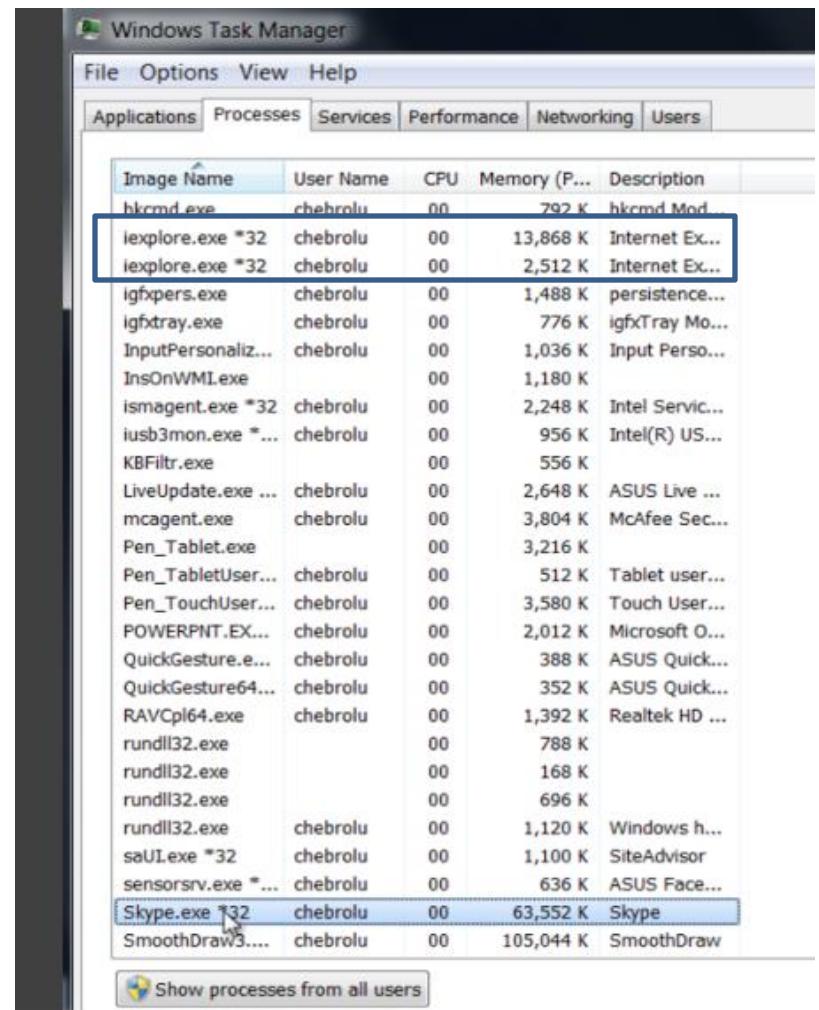 Windows Task Manager
File Options View Help
Applications Processes Services Performance Networking Users
Image Name User Name CPU Memory (P... Description
hkcmd.exe chebrolu 00 792 K hkcmd Mod...
iexplore.exe *32 chebrolu 00 13,868 K Internet Ex...
iexplore.exe *32 chebrolu 00 2,512 K Internet Ex...
igfxpers.exe chebrolu 00 1,488 K persistence...
igfxtray.exe chebrolu 00 776 K igfxTray Mo...
InputPersonaliz... chebrolu 00 1,036 K Input Perso...
InsOnWMI.exe 00 1,180 K
ismagent.exe *32 chebrolu 00 2,248 K Intel Servic...
iusb3mon.exe *... chebrolu 00 956 K Intel(R) US...
KBFiltr.exe 00 556 K
LiveUpdate.exe ... chebrolu 00 2,648 K ASUS Live ...
mcagent.exe chebrolu 00 3,804 K McAfee Sec...
Pen_Tablet.exe 00 3,216 K
Pen_TabletUser... chebrolu 00 512 K Tablet user...
Pen_TouchUser... chebrolu 00 3,580 K Touch User...
POWERPNT.EX... chebrolu 00 2,012 K Microsoft O...
QuickGesture.e... chebrolu 00 388 K ASUS Quick...
QuickGesture64... chebrolu 00 352 K ASUS Quick...
RAVCpl64.exe chebrolu 00 1,392 K Realtek HD ...
rundll32.exe 00 788 K
rundll32.exe 00 168 K
rundll32.exe 00 696 K
rundll32.exe chebrolu 00 1,120 K Windows h...
saUI.exe *32 chebrolu 00 1,100 K SiteAdvisor
sensorsrv.exe *... chebrolu 00 636 K ASUS Face...
Skype.exe *32 chebrolu 00 63,552 K Skype
SmoothDraw3.... chebrolu 00 105,044 K SmoothDraw
Show processes from all users